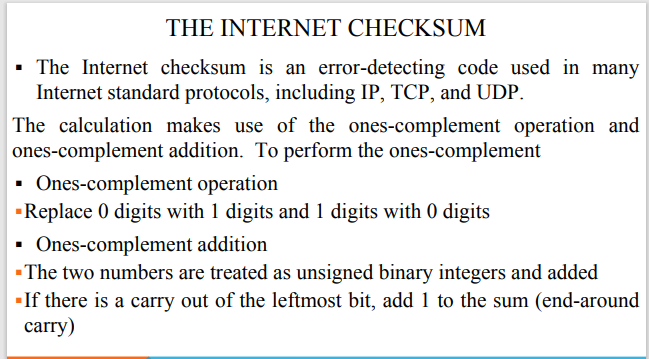 THE INTERNET CHECKSUM
▪ The Internet checksum is an error-detecting code used in many
Internet standard protocols, including IP, TCP, and UDP.
The calculation makes use of the ones-complement operation and
ones-complement addition. To perform the ones-complement
▪ Ones-complement operation
▪Replace 0 digits with 1 digits and 1 digits with 0 digits
▪ Ones-complement addition
▪The two numbers are treated as unsigned binary integers and added
▪If there is a carry out of the leftmost bit, add 1 to the sum (end-around
carry)